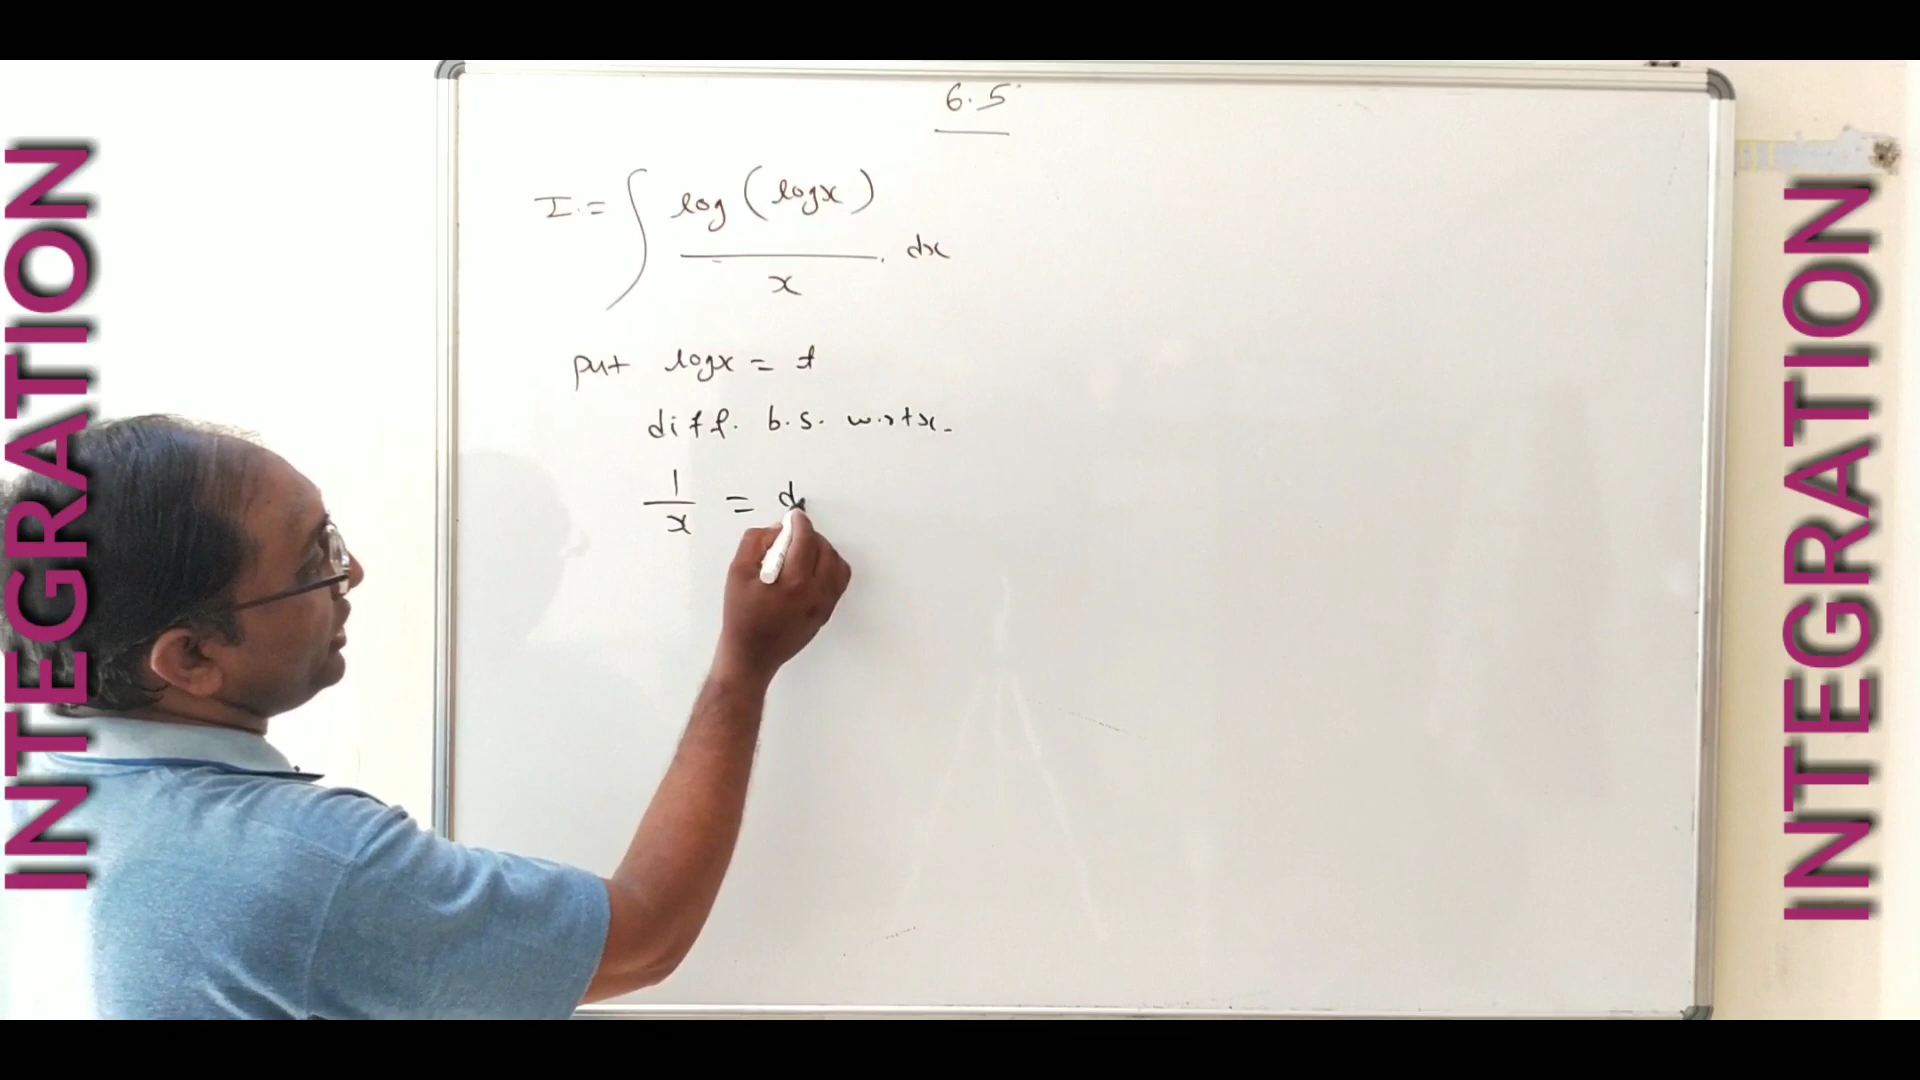 INTEGRATION
6.5
I = ∫ log (log x) / x . dx
put log x = t
diff. b.s. w.r.t x.
1/x = d
INTEGRATION